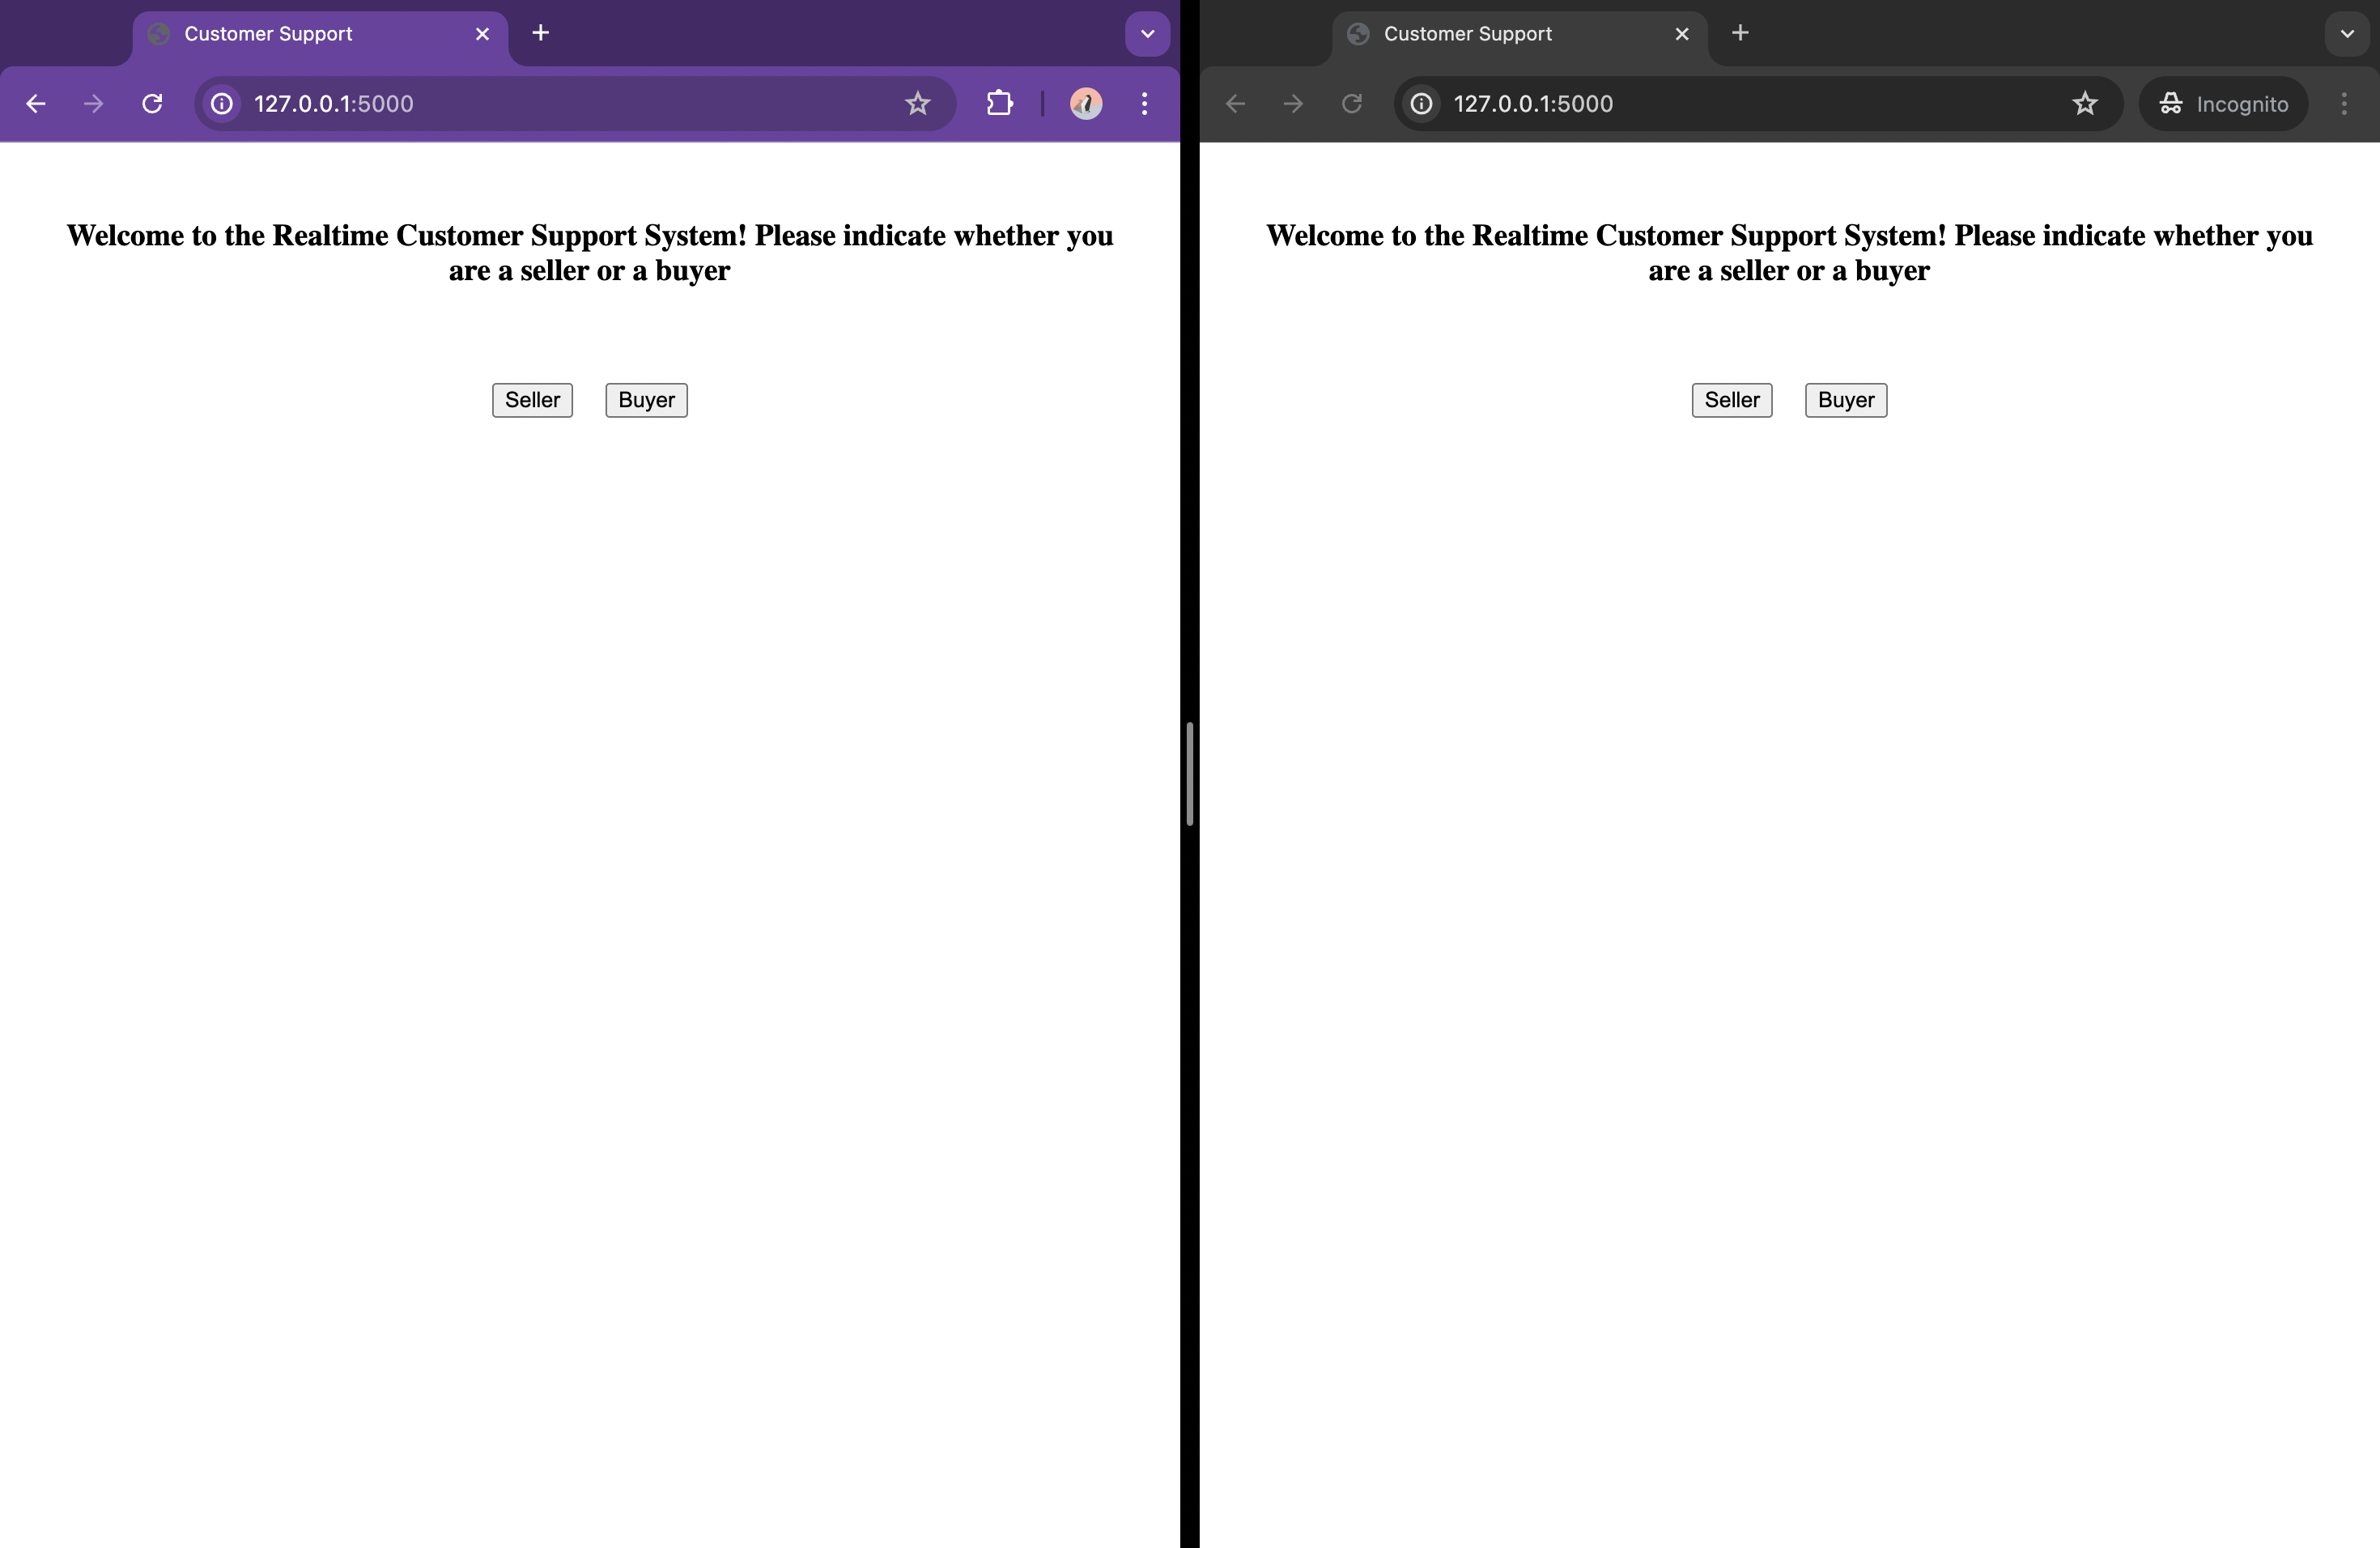 Customer Support
127.0.0.1:5000
Welcome to the Realtime Customer Support System! Please indicate whether you
are a seller or a buyer
Seller Buyer
Customer Support
127.0.0.1:5000 Incognito
Welcome to the Realtime Customer Support System! Please indicate whether you
are a seller or a buyer
Seller Buyer